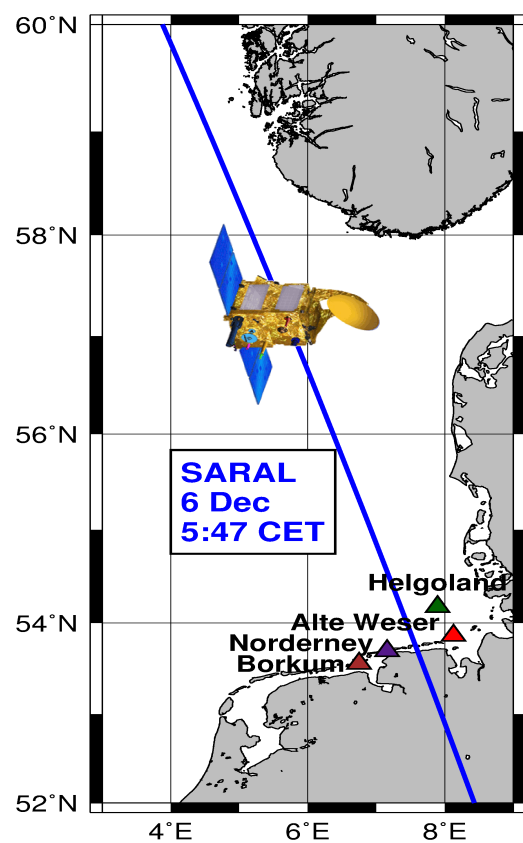 60°N
58°N
56°N
SARAL
6 Dec
5:47 CET
Helgoland
54°N
Alte Weser
Norderney
Borkum
52°N
4°E
6°E
8°E